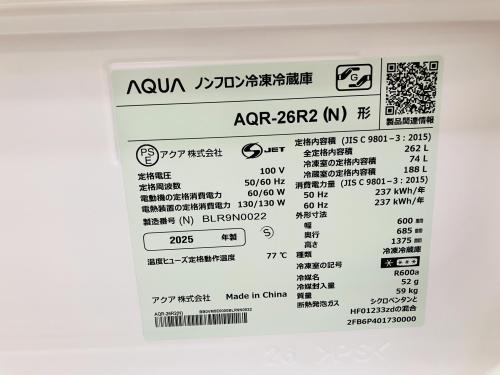 AQUA ノンフロン冷凍冷蔵庫
G
AQR-26R2 (N) 形
製品関連情報
PS
E
アクア 株式会社
S JET
定格電圧 100 V
定格周波数 50/60 Hz
電動機の定格消費電力 60/60 W
電熱装置の定格消費電力 130/130 W
製造番号 (N) BLR9N0022
2025 年製
S
温度ヒューズ定格動作温度 77 ℃
アクア 株式会社 Made in China
AQR-26R2(N)
定格内容積 (JIS C 9801-3 : 2015)
全定格内容積 262 L
冷凍室の定格内容積 74 L
冷蔵室の定格内容積 188 L
消費電力量 (JIS C 9801-3 : 2015)
50 Hz 237 kWh/年
60 Hz 237 kWh/年
外形寸法
幅 600 mm
奥行 685 mm
高さ 1375 mm
種類 冷凍冷蔵庫
冷凍室の記号
冷媒名 R600a
冷媒封入量 52 g
質量 59 kg
断熱発泡ガス シクロペンタンと
HFO1233zdの混合
2FB6P401730000